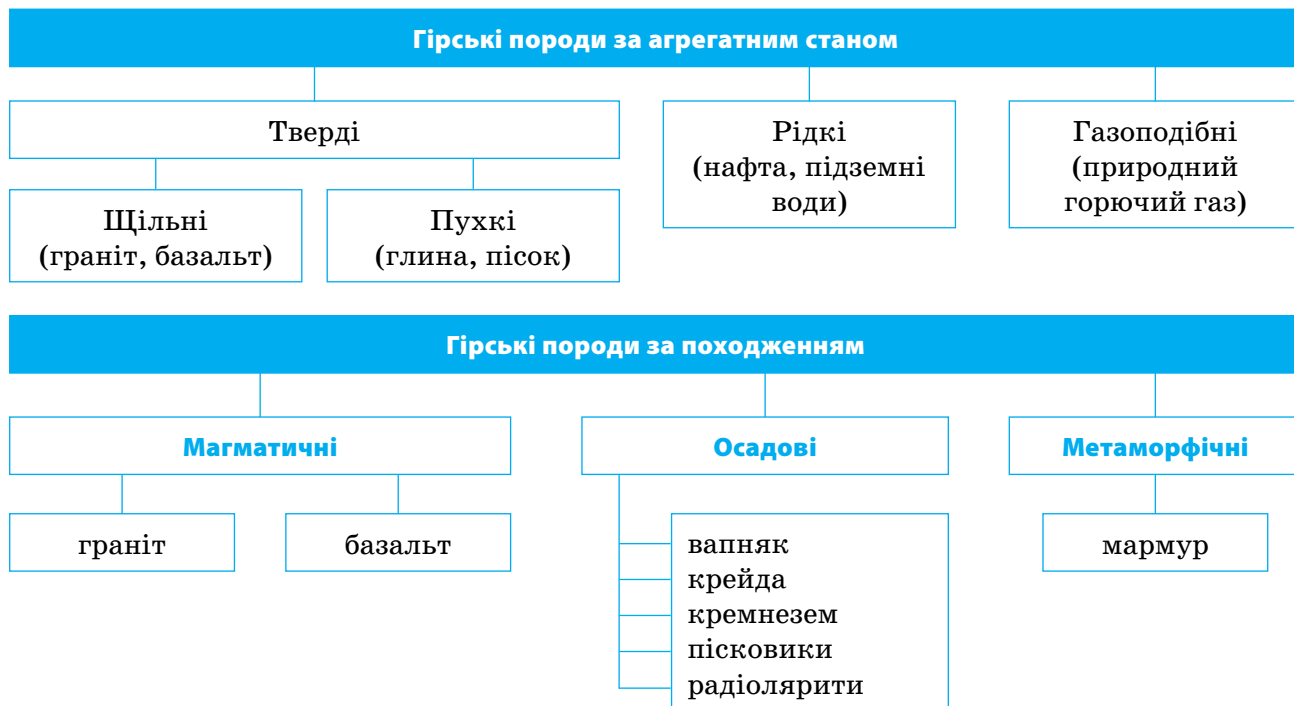 Гірські породи за агрегатним станом
Тверді
Щільні
(граніт, базальт)
Пухкі
(глина, пісок)
Рідкі
(нафта, підземні
води)
Газоподібні
(природний
горючий газ)
Гірські породи за походженням
Магматичні
граніт
базальт
Осадові
вапняк
крейда
кремнезем
пісковики
радіолярити
Метаморфічні
мармур